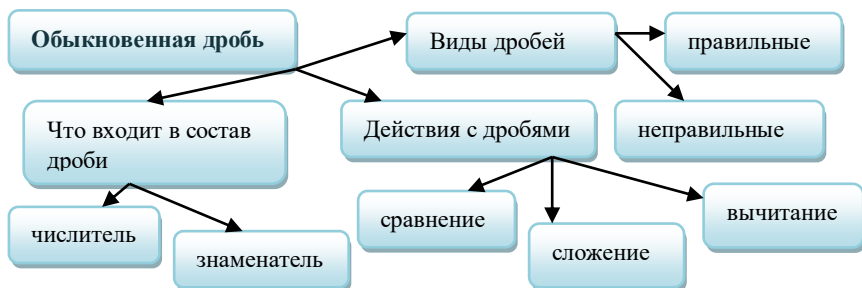 Обыкновенная дробь
Виды дробей
правильные
Что входит в состав
дроби
Действия с дробями
неправильные
числитель
знаменатель
сравнение
сложение
вычитание